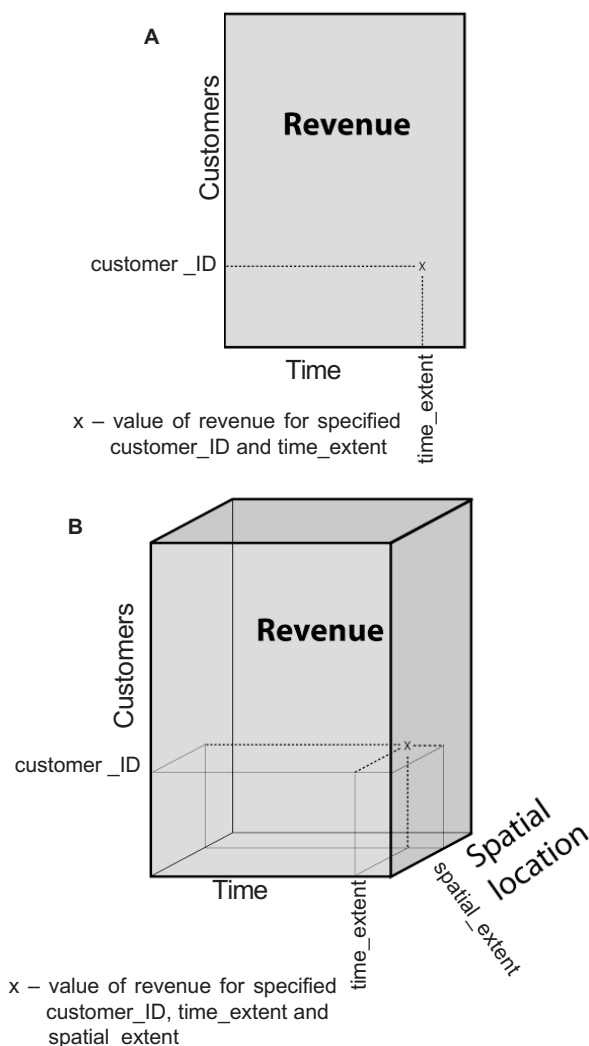 A
Customers
Revenue
customer _ID
x
Time
time_extent
x – value of revenue for specified
customer_ID and time_extent
B
Customers
Revenue
customer _ID
x
Time
time_extent
Spatial
location
spatial_extent
x – value of revenue for specified
customer_ID, time_extent and
spatial_extent